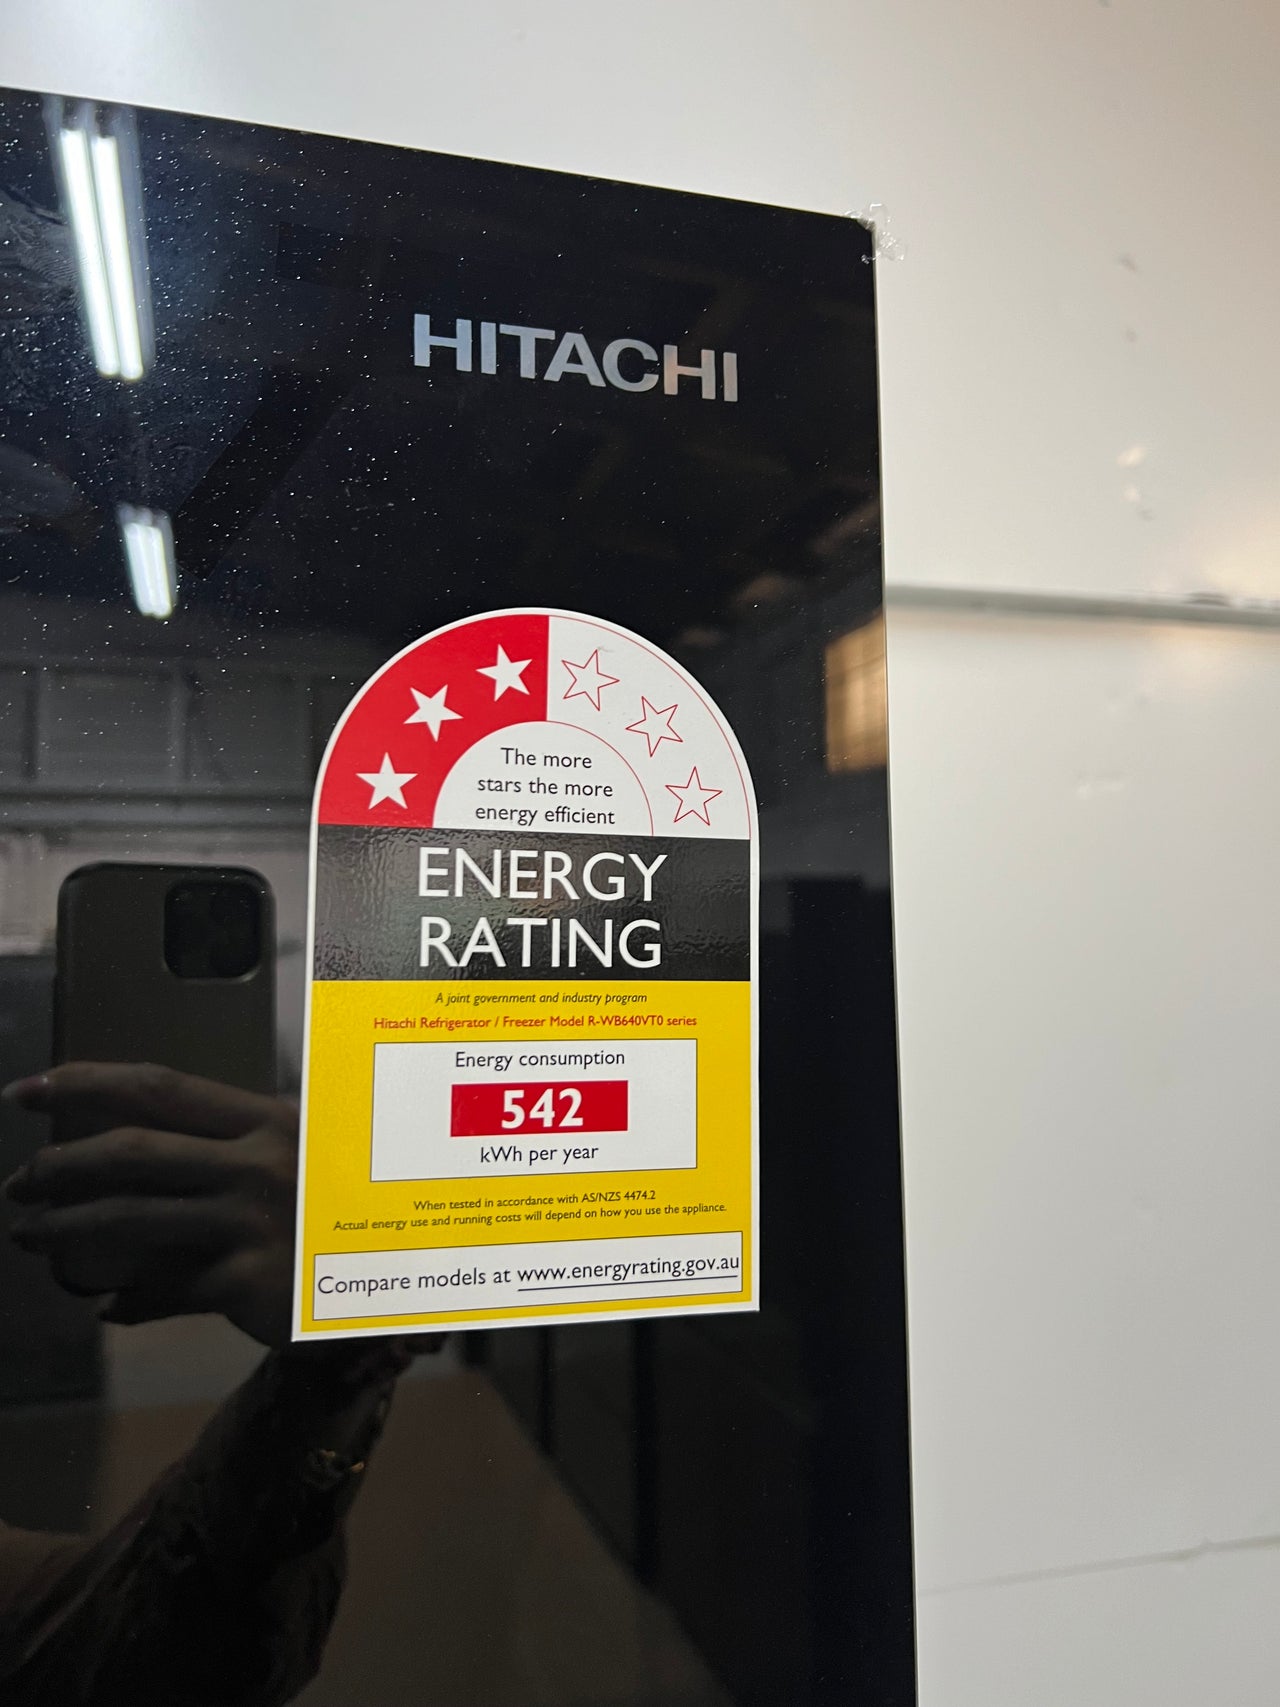 HITACHI
The more
stars the more
energy efficient
ENERGY
RATING
A joint government and industry program
Hitachi Refrigerator / Freezer Model R-WB640VT0 series
Energy consumption
542
kWh per year
When tested in accordance with AS/NZS 4474.2
Actual energy use and running costs will depend on how you use the appliance.
Compare models at www.energyrating.gov.au